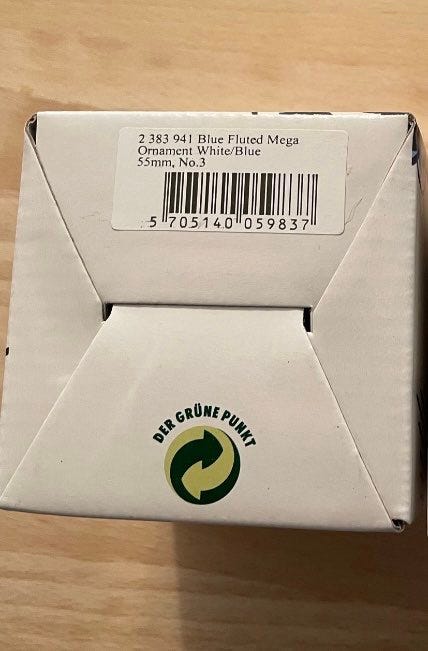 2 383 941 Blue Fluted Mega
Ornament White/Blue
55mm, No.3
5 705140 059837
DER GRÜNE PUNKT